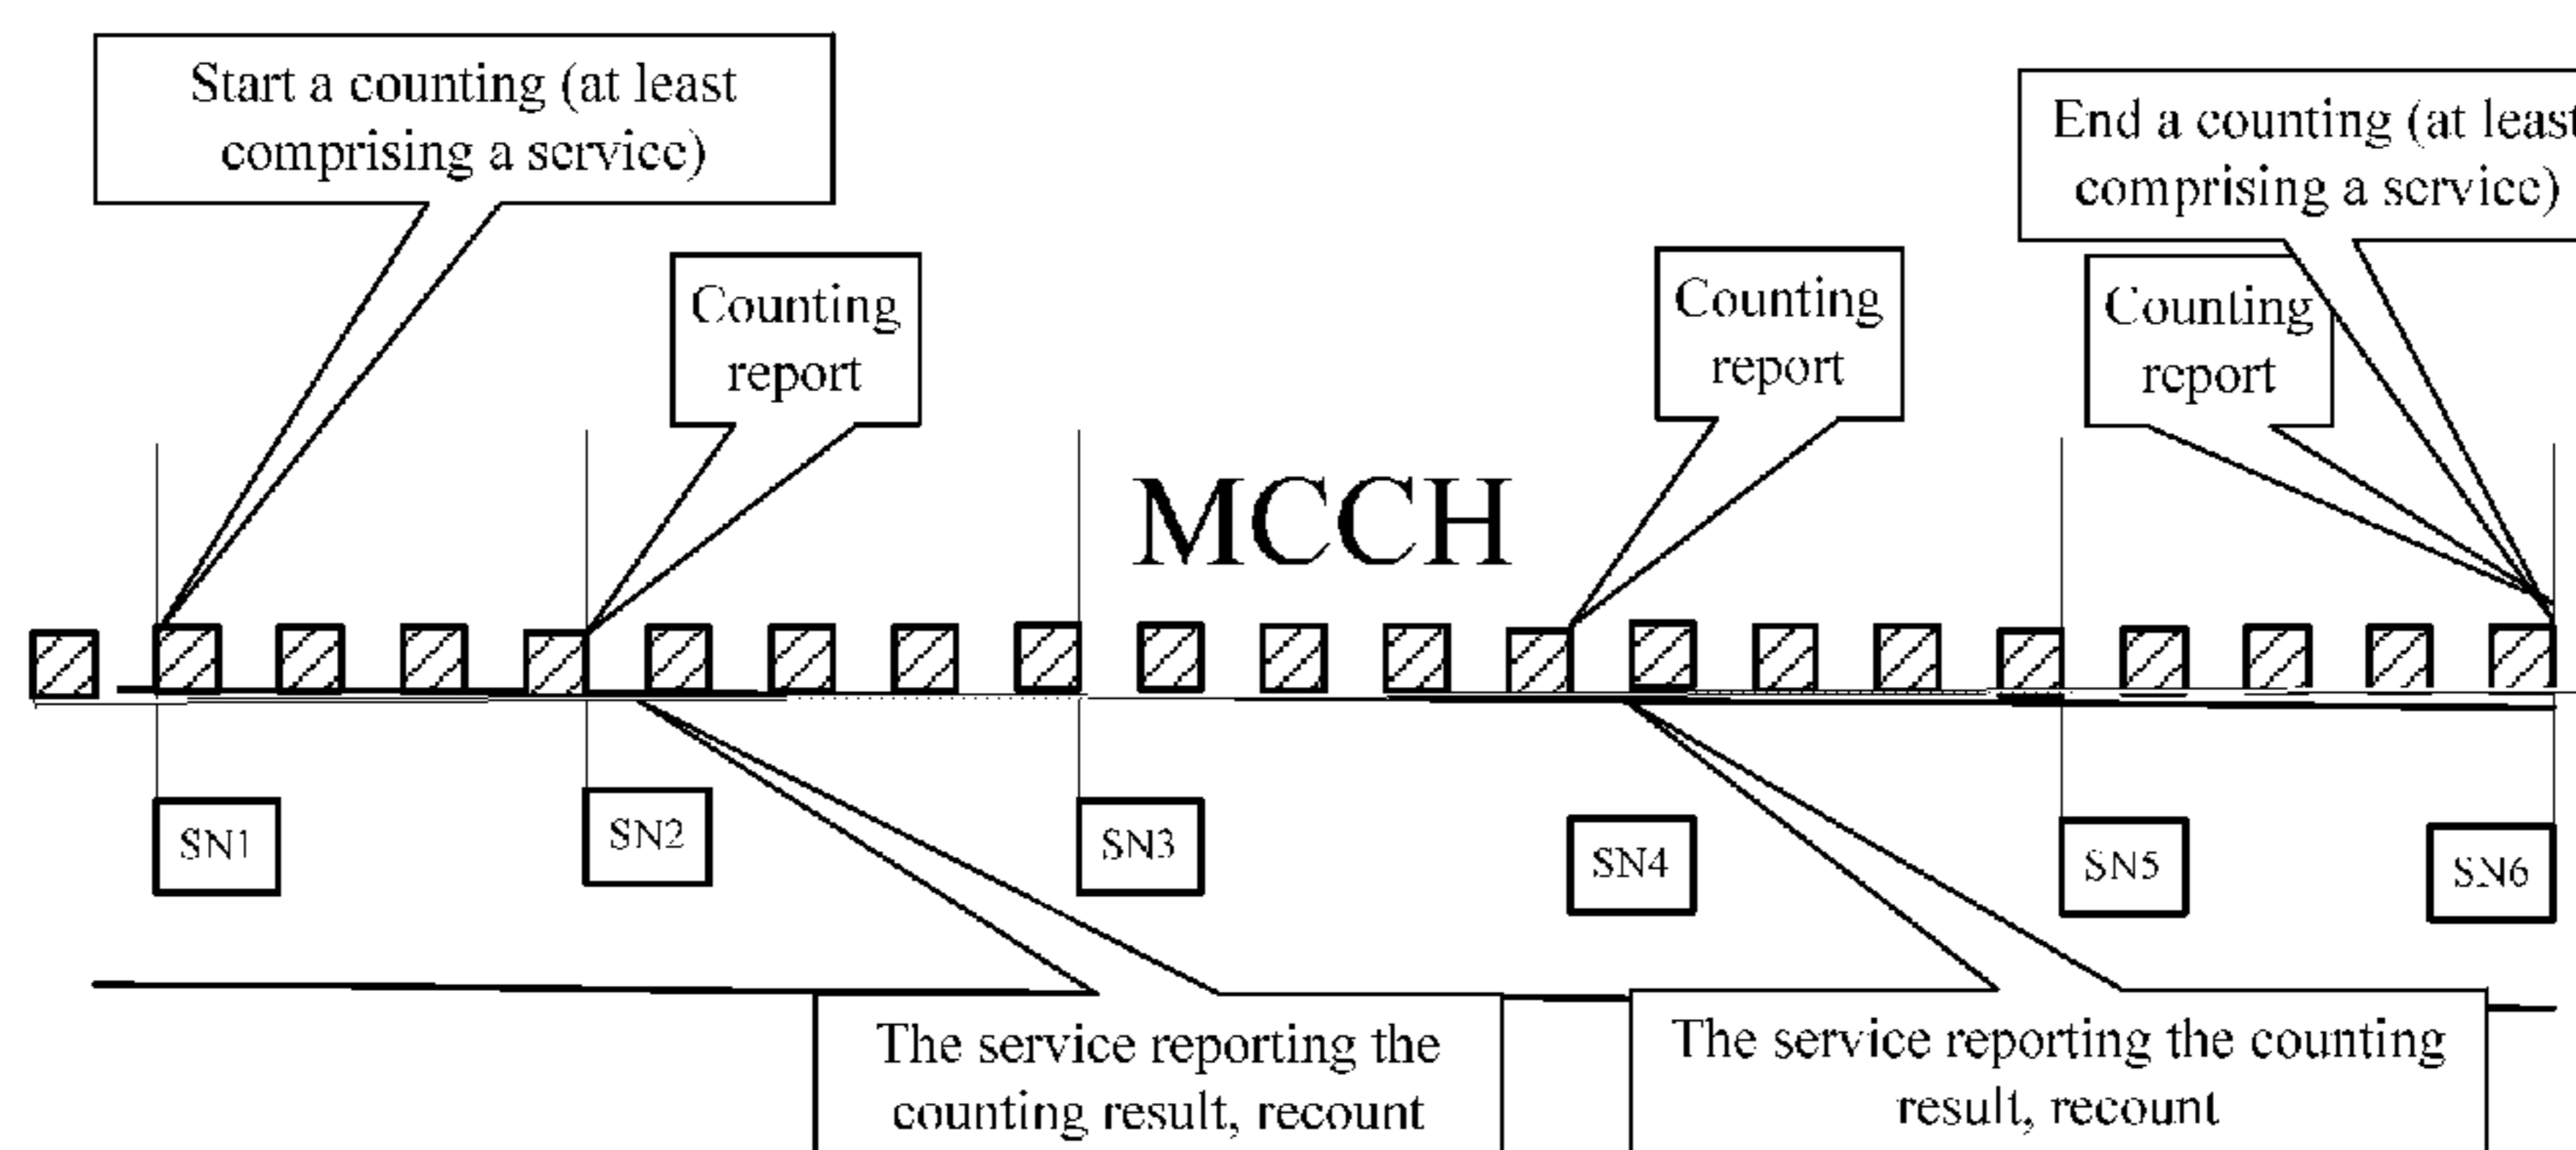 Start a counting (at least
comprising a service)
End a counting (at least
comprising a service)
Counting
report
Counting
report
Counting
report
MCCH
SN1
SN2
SN3
SN4
SN5
SN6
The service reporting the
counting result, recount
The service reporting the counting
result, recount